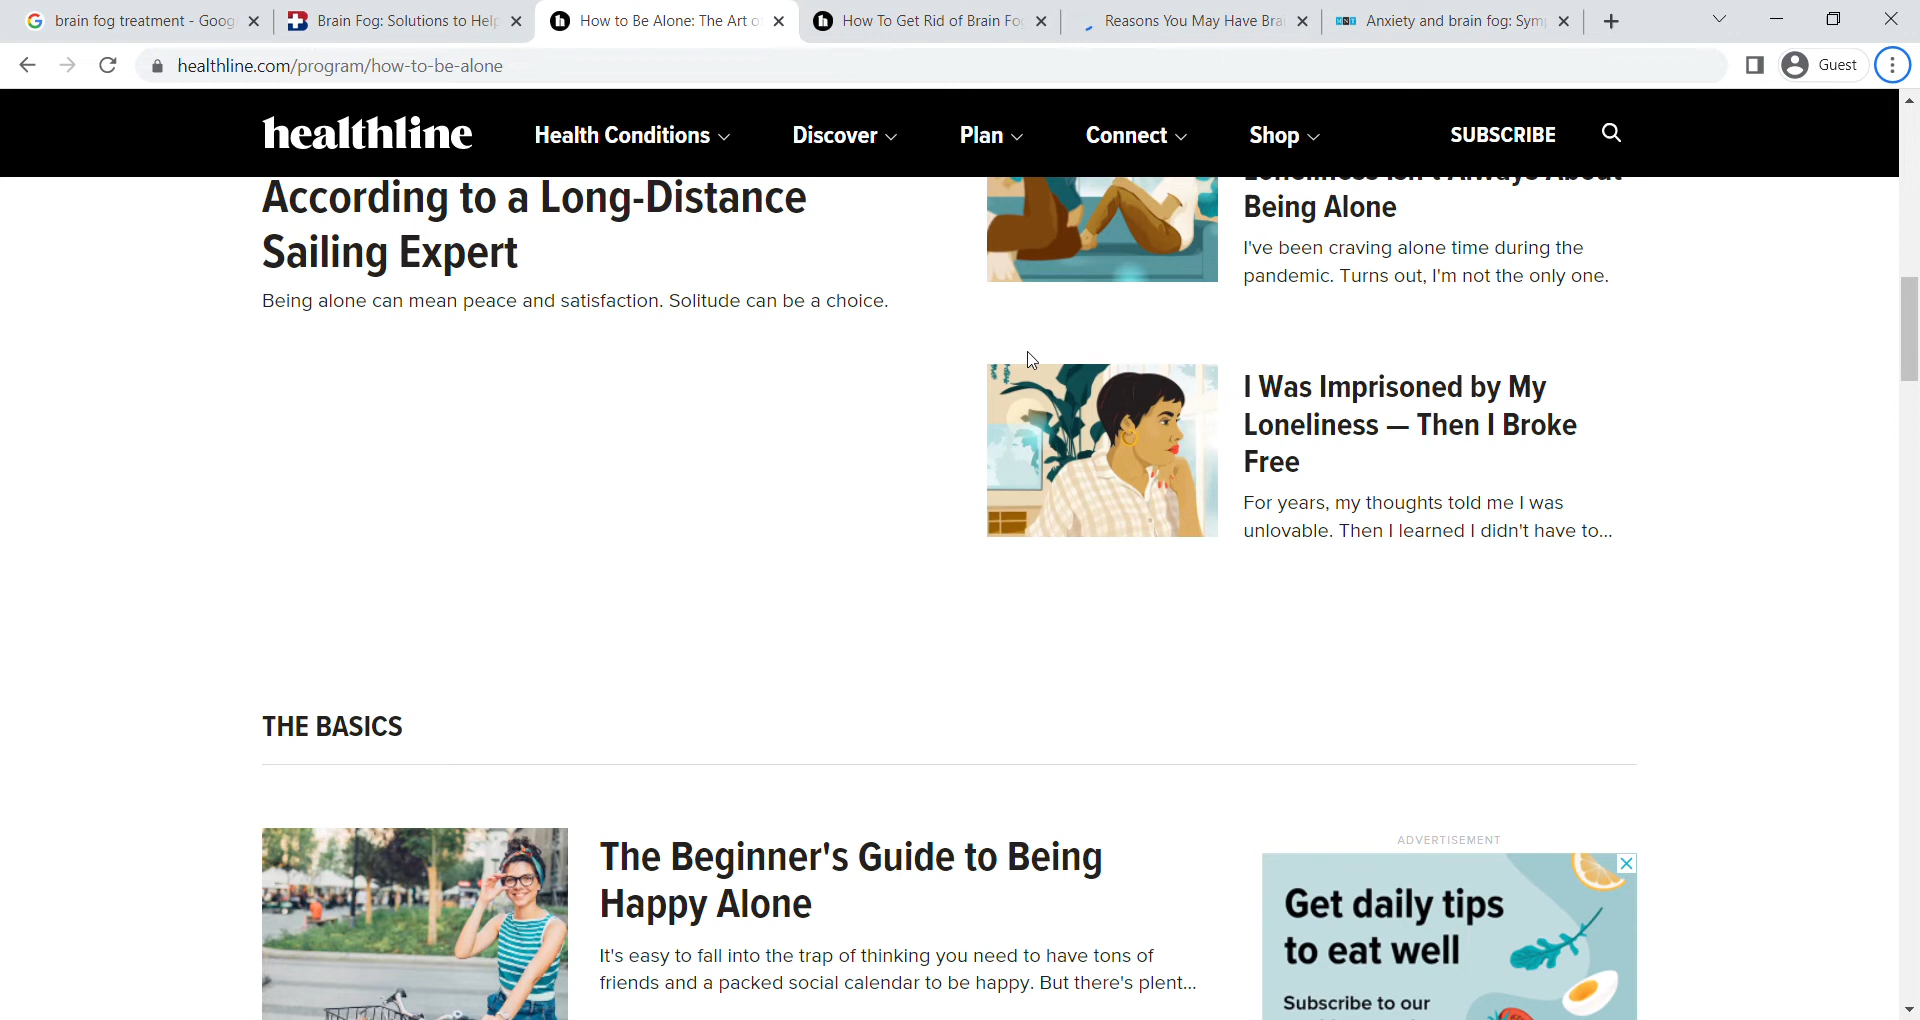 brain fog treatment - Goog
Brain Fog: Solutions to Help
How to Be Alone: The Art o
How To Get Rid of Brain Fo
Reasons You May Have Bra
MNT
Anxiety and brain fog: Sym
healthline.com/program/how-to-be-alone
Guest
healthline
Health Conditions
Discover
Plan
Connect
Shop
SUBSCRIBE
According to a Long-Distance
Sailing Expert
Being alone can mean peace and satisfaction. Solitude can be a choice.
Loneliness Isn't Always About
Being Alone
I've been craving alone time during the
pandemic. Turns out, I'm not the only one.
I Was Imprisoned by My
Loneliness — Then I Broke
Free
For years, my thoughts told me I was
unlovable. Then I learned I didn't have to...
THE BASICS
The Beginner's Guide to Being
Happy Alone
It's easy to fall into the trap of thinking you need to have tons of
friends and a packed social calendar to be happy. But there's plent...
ADVERTISEMENT
Get daily tips
to eat well
Subscribe to our